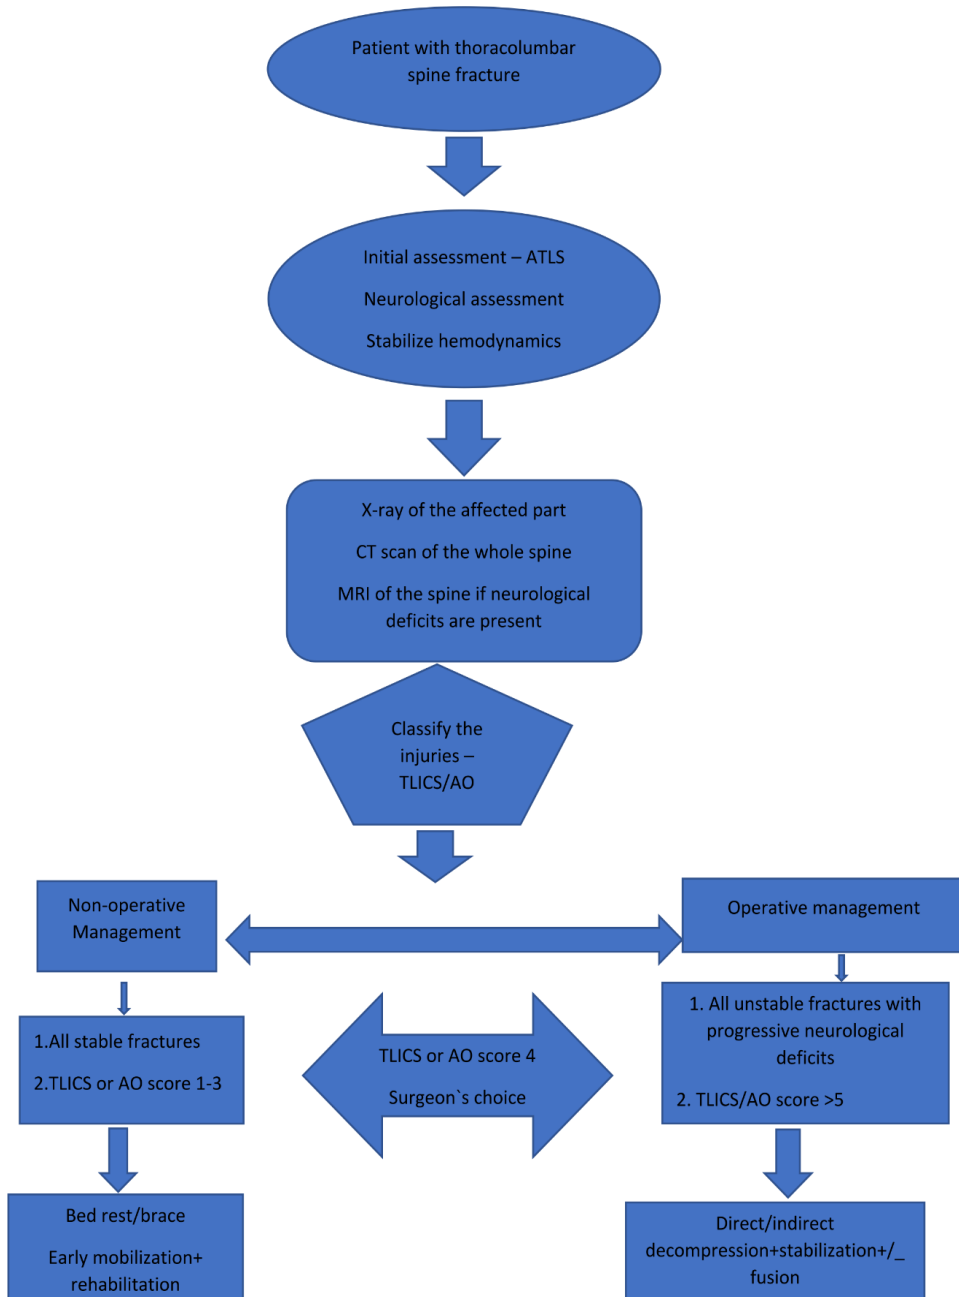 Patient with thoracolumbar
spine fracture
Initial assessment – ATLS
Neurological assessment
Stabilize hemodynamics
X-ray of the affected part
CT scan of the whole spine
MRI of the spine if neurological
deficits are present
Classify the
injuries –
TLICS/AO
Non-operative
Management
Operative management
1.All stable fractures
2.TLICS or AO score 1-3
TLICS or AO score 4
Surgeon`s choice
1. All unstable fractures with
progressive neurological
deficits
2. TLICS/AO score >5
Bed rest/brace
Early mobilization+
rehabilitation
Direct/indirect
decompression+stabilization+/_
fusion